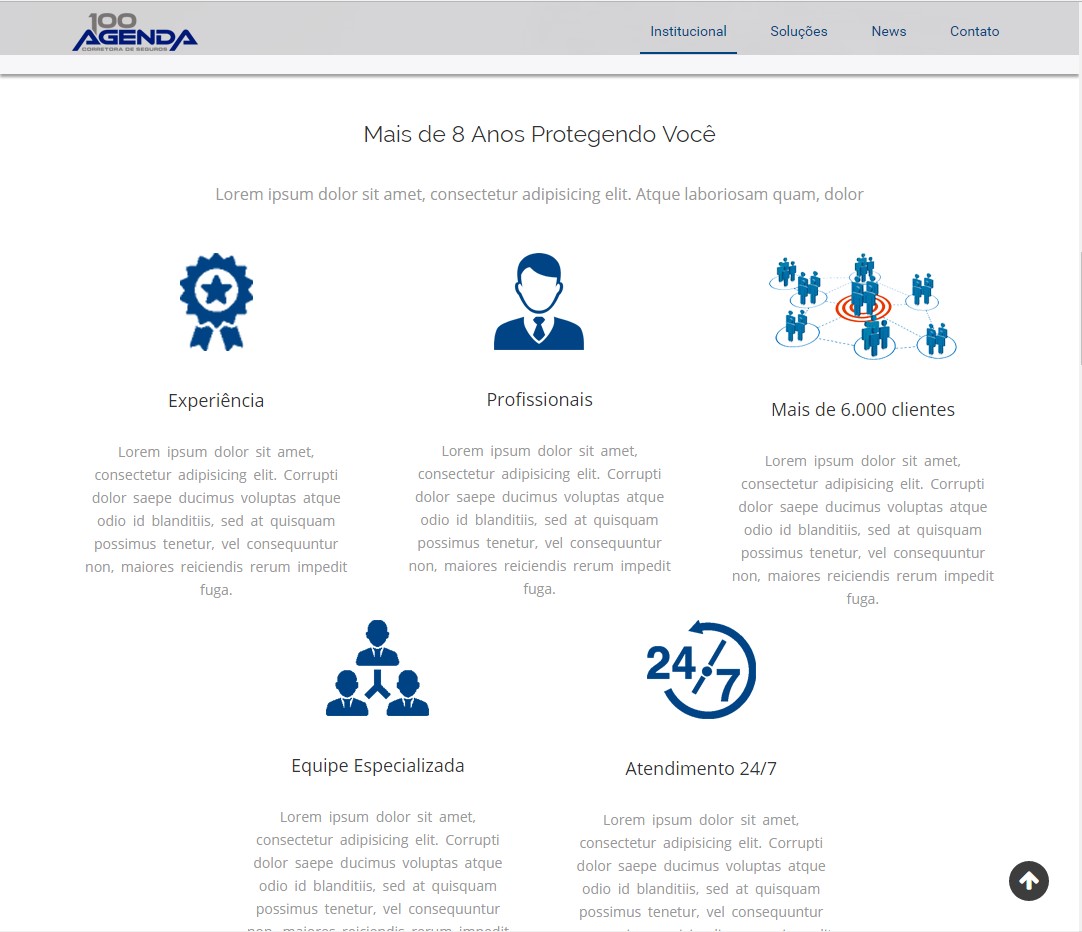 100
AGENDA
CORRETORA DE SEGUROS
Institucional Soluções News Contato
Mais de 8 Anos Protegendo Você
Lorem ipsum dolor sit amet, consectetur adipisicing elit. Atque laboriosam quam, dolor
Experiência
Lorem ipsum dolor sit amet,
consectetur adipisicing elit. Corrupti
dolor saepe ducimus voluptas atque
odio id blanditiis, sed at quisquam
possimus tenetur, vel consequuntur
non, maiores reiciendis rerum impedit
fuga.
Profissionais
Lorem ipsum dolor sit amet,
consectetur adipisicing elit. Corrupti
dolor saepe ducimus voluptas atque
odio id blanditiis, sed at quisquam
possimus tenetur, vel consequuntur
non, maiores reiciendis rerum impedit
fuga.
Mais de 6.000 clientes
Lorem ipsum dolor sit amet,
consectetur adipisicing elit. Corrupti
dolor saepe ducimus voluptas atque
odio id blanditiis, sed at quisquam
possimus tenetur, vel consequuntur
non, maiores reiciendis rerum impedit
fuga.
Equipe Especializada
Lorem ipsum dolor sit amet,
consectetur adipisicing elit. Corrupti
dolor saepe ducimus voluptas atque
odio id blanditiis, sed at quisquam
possimus tenetur, vel consequuntur
24/7
Atendimento 24/7
Lorem ipsum dolor sit amet,
consectetur adipisicing elit. Corrupti
dolor saepe ducimus voluptas atque
odio id blanditiis, sed at quisquam
possimus tenetur, vel consequuntur